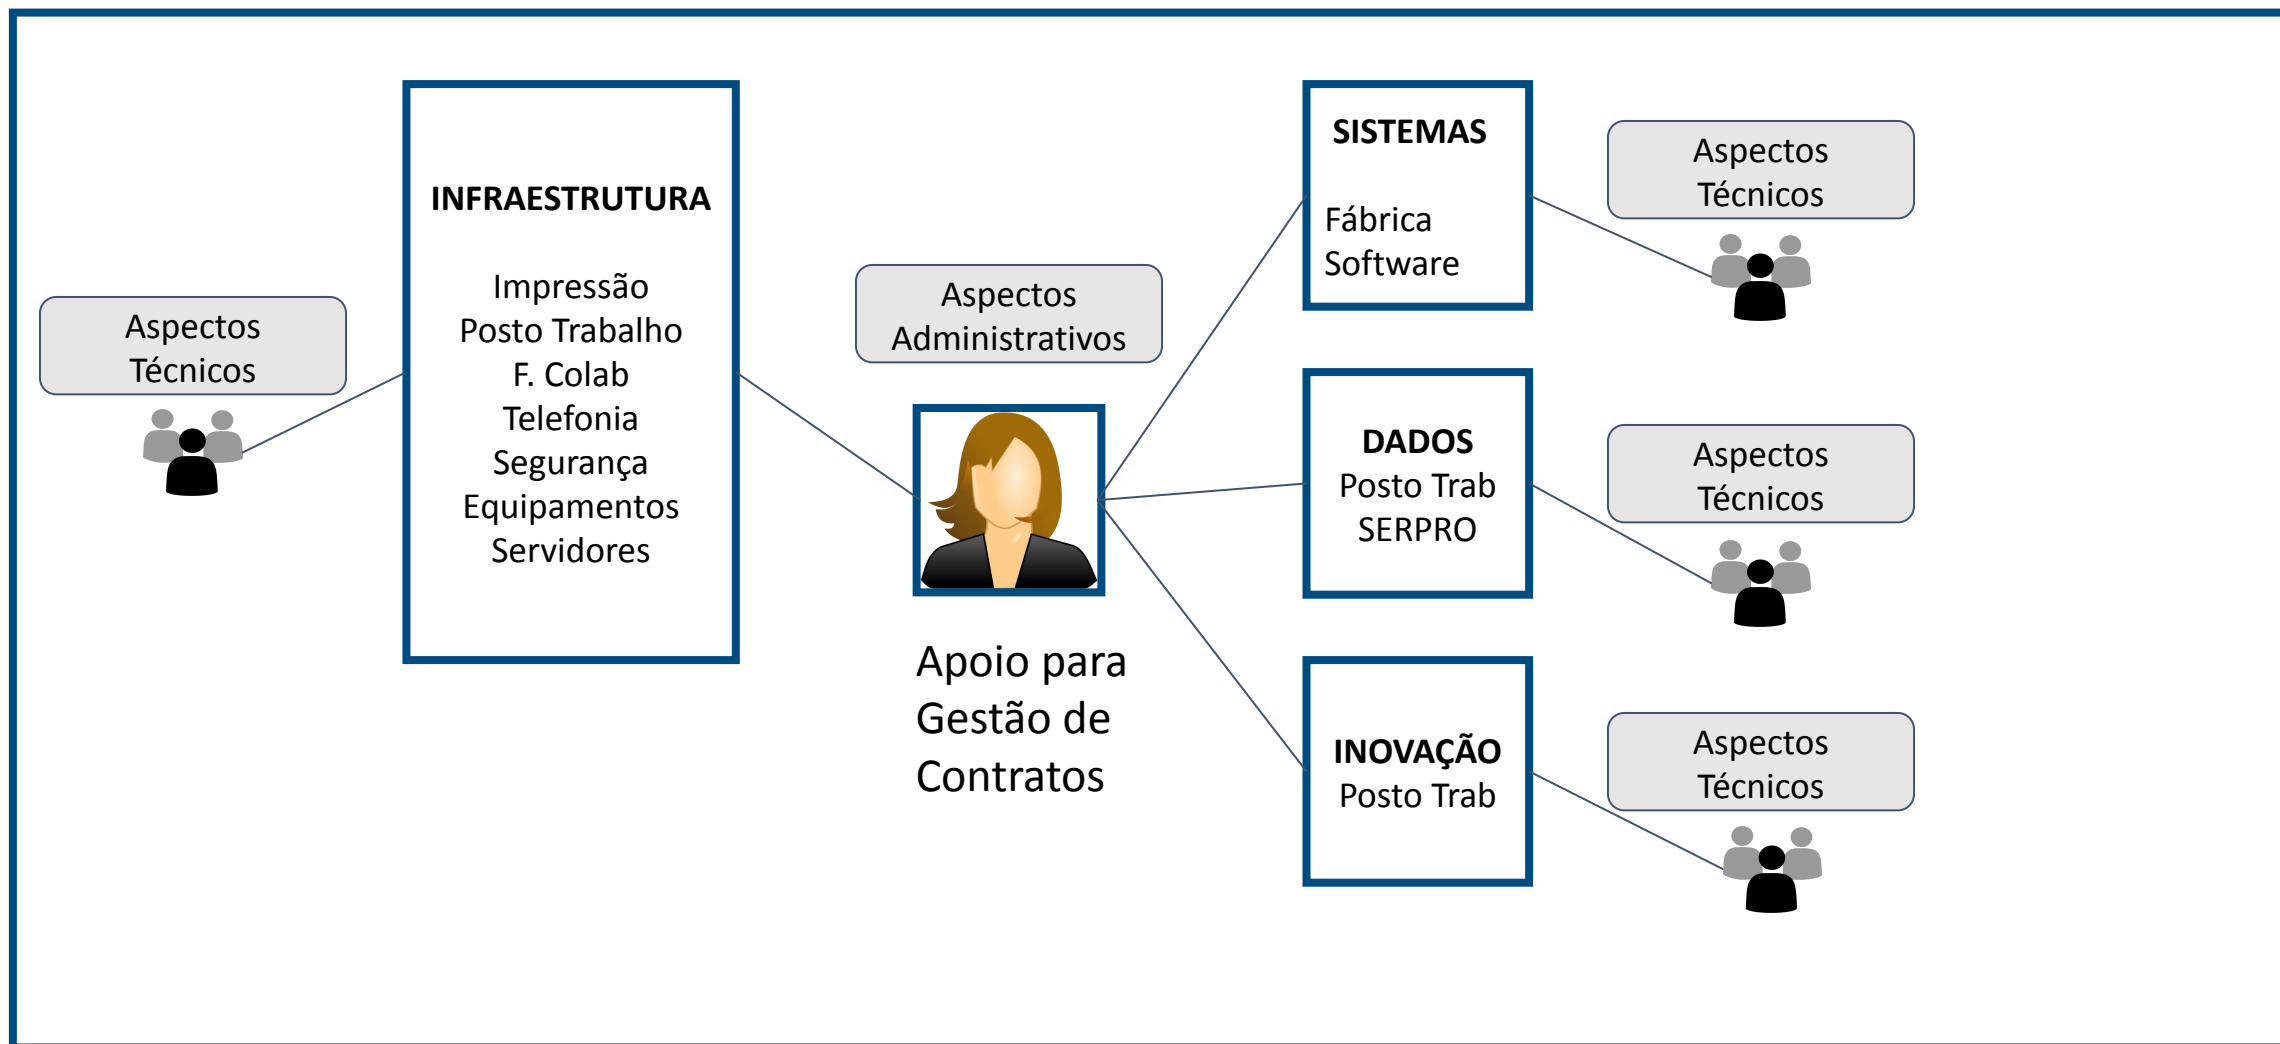 Aspectos
Técnicos
INFRAESTRUTURA
Impressão
Posto Trabalho
F. Colab
Telefonia
Segurança
Equipamentos
Servidores
Aspectos
Administrativos
Apoio para
Gestão de
Contratos
SISTEMAS
Fábrica
Software
Aspectos
Técnicos
DADOS
Posto Trab
SERPRO
Aspectos
Técnicos
INOVAÇÃO
Posto Trab
Aspectos
Técnicos